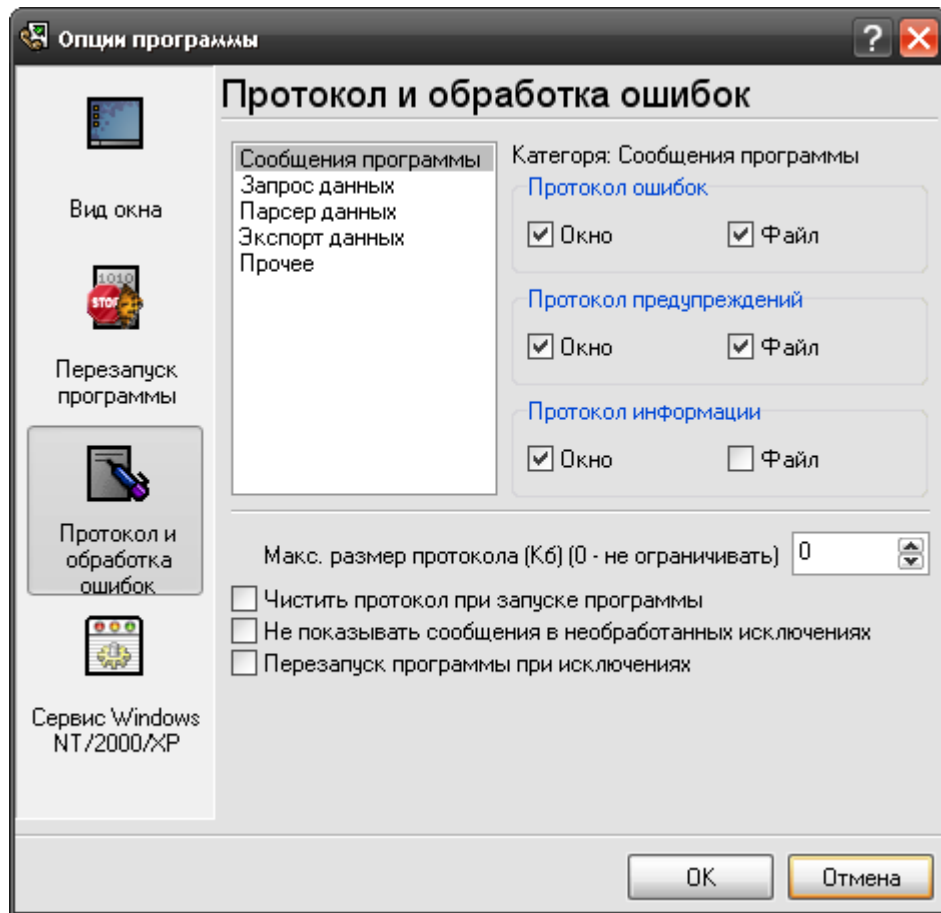 Опции программы
Протокол и обработка ошибок
Вид окна
1010
STOP
Перезапуск
программы
Протокол и
обработка
ошибок
Сервис Windows
NT/2000/XP
Сообщения программы
Запрос данных
Парсер данных
Экспорт данных
Прочее
Категоря: Сообщения программы
Протокол ошибок
Окно Файл
Протокол предупреждений
Окно Файл
Протокол информации
Окно Файл
Макс. размер протокола (Кб) (0 - не ограничивать) 0
Чистить протокол при запуске программы
Не показывать сообщения в необработанных исключениях
Перезапуск программы при исключениях
OK Отмена